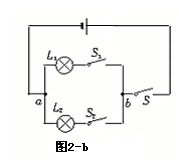 L₁ S₁
a b S
L₂ S₂
图2-b